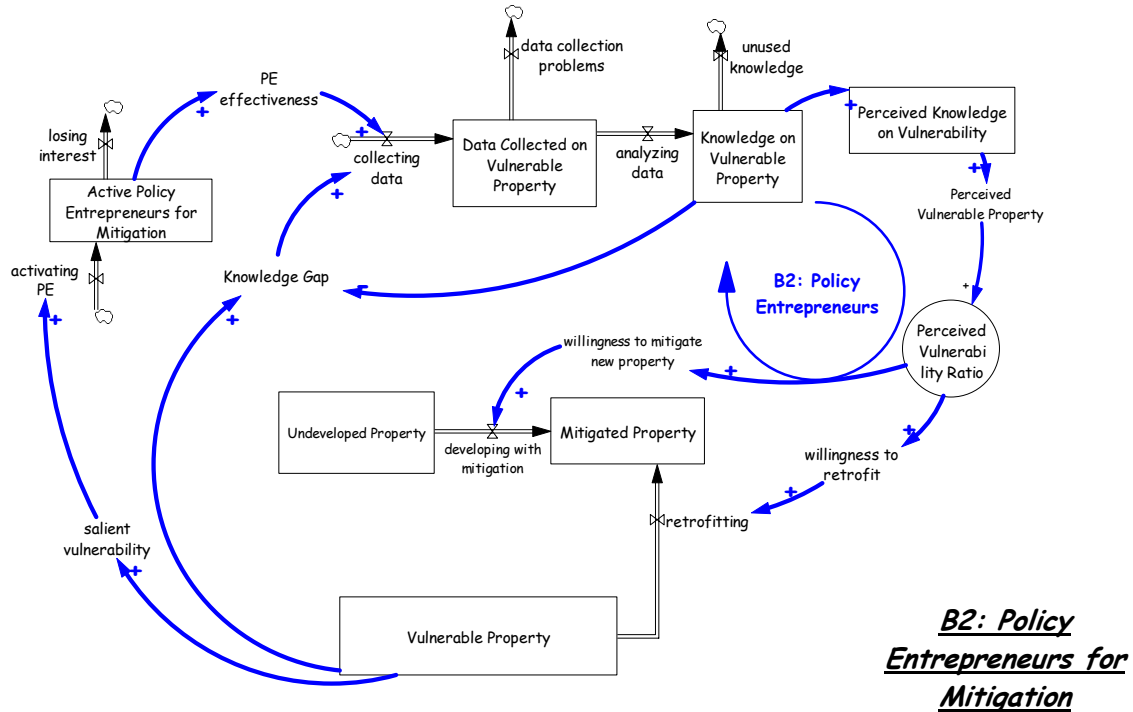 data collection
problems
unused
knowledge
PE
effectiveness
+
+
+
Perceived Knowledge
on Vulnerability
losing
interest
collecting
data
Data Collected on
Vulnerable
Property
analyzing
data
Knowledge on
Vulnerable
Property
+
Active Policy
Entrepreneurs for
Mitigation
+
Perceived
Vulnerable Property
activating
PE
Knowledge Gap
-
B2: Policy
Entrepreneurs
+
+
+
Perceived
Vulnerabi
lity Ratio
willingness to mitigate
new property
+
+
Undeveloped Property
developing with
mitigation
Mitigated Property
+
willingness to
retrofit
+
retrofitting
salient
vulnerability
+
Vulnerable Property
B2: Policy
Entrepreneurs for
Mitigation